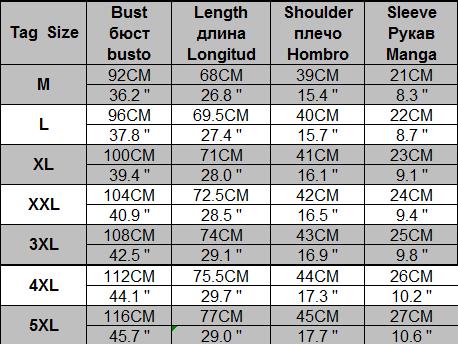 Tag Size Bust Length Shoulder Sleeve
бюст длина плечо Рукав
busto Longitud Hombro Manga
M 92CM 68CM 39CM 21CM
36.2 " 26.8 " 15.4 " 8.3 "
L 96CM 69.5CM 40CM 22CM
37.8 " 27.4 " 15.7 " 8.7 "
XL 100CM 71CM 41CM 23CM
39.4 " 28.0 " 16.1 " 9.1 "
XXL 104CM 72.5CM 42CM 24CM
40.9 " 28.5 " 16.5 " 9.4 "
3XL 108CM 74CM 43CM 25CM
42.5 " 29.1 " 16.9 " 9.8 "
4XL 112CM 75.5CM 44CM 26CM
44.1 " 29.7 " 17.3 " 10.2 "
5XL 116CM 77CM 45CM 27CM
45.7 " 29.0 " 17.7 " 10.6 "